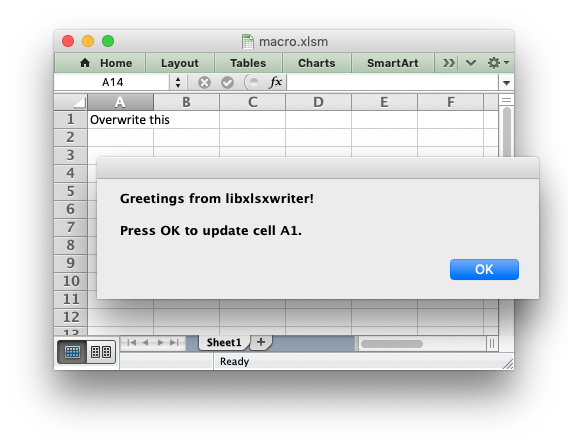 macro.xlsm
Home Layout Tables Charts SmartArt
A14 fx
A B C D E F
1 Overwrite this
2
3
4
5
6
7
8
9
10
11
12
13
Greetings from libxlsxwriter!
Press OK to update cell A1.
OK
Sheet1 +
Ready